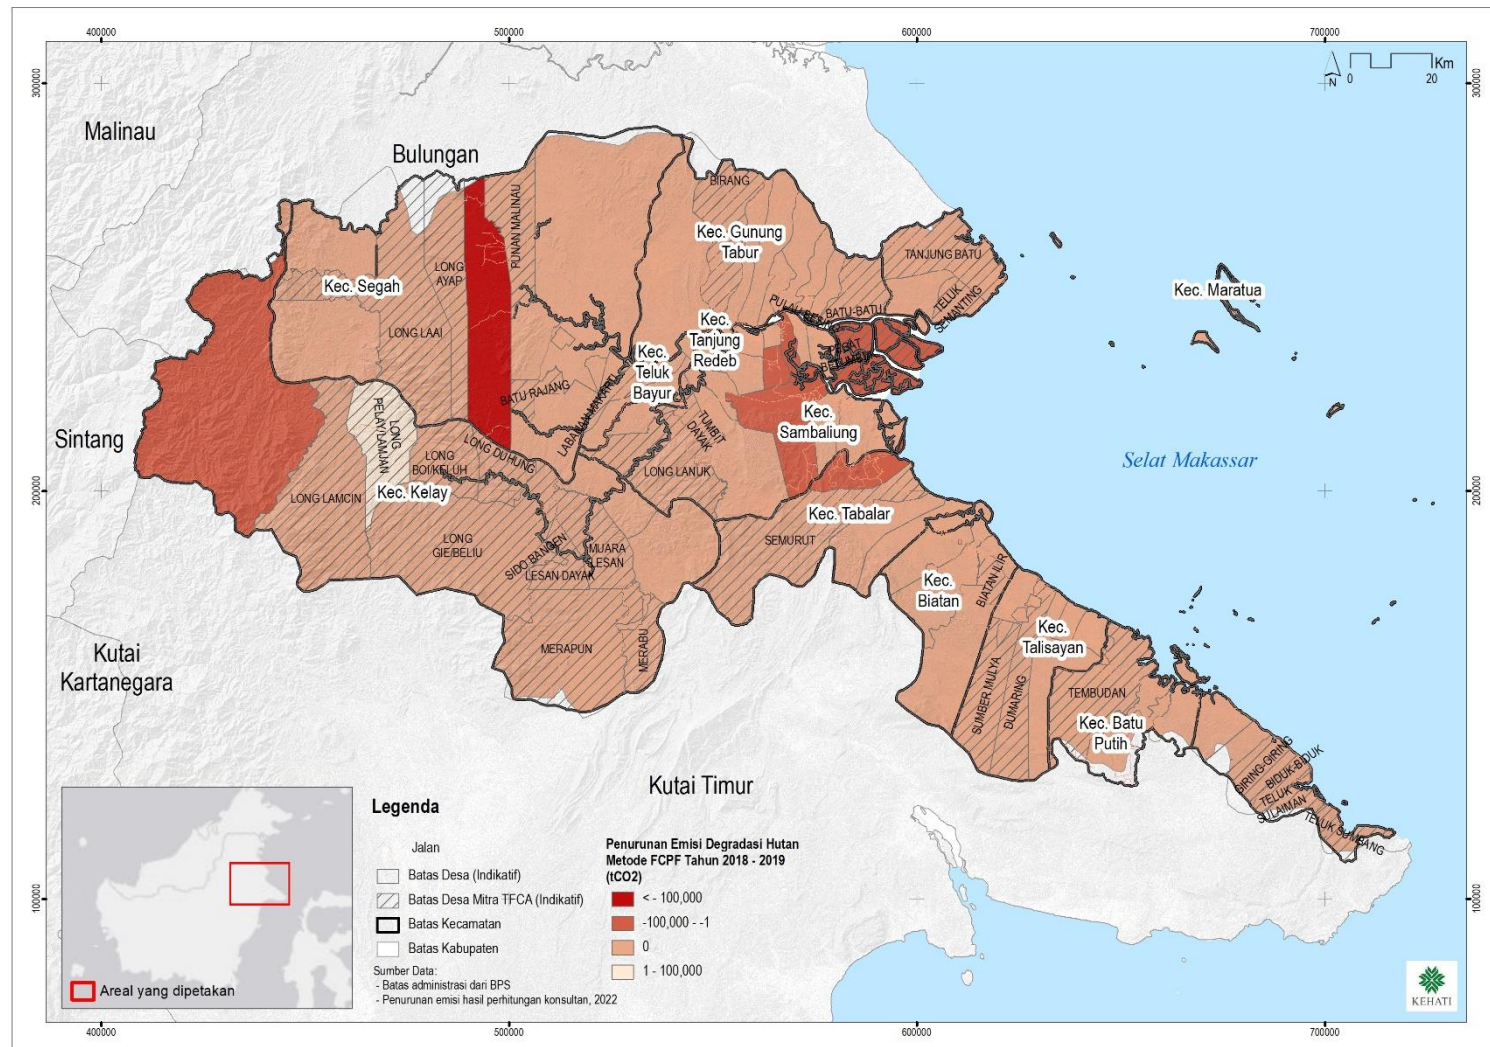 400000
500000
600000
700000
300000
300000
N
0
20
Km
Malinau
Bulungan
BIRANG
Kec. Gunung
Tabur
PUNAN MALINAU
TANJUNG BATU
LONG
AYAP
Kec. Segah
Kec. Maratua
TELUK
SEMANTING
BATU-BATU
LONG LAAI
Kec.
Tanjung
Redeb
Kec.
Teluk
Bayur
BATU RAJANG
LABANAN MAKARTI
LONG
PELAY/LAMJAN
Kec.
Sambaliung
TUMBIT
DAYAK
Sintang
LONG DUHUNG
LONG
BOI/KELUH
LONG LANUK
Selat Makassar
200000
200000
LONG LAMCIN
Kec. Kelay
Kec. Tabalar
LONG
GIE/BELIU
SIDO BANGEN
MUARA
LESAN
LESAN DAYAK
SEMURUT
Kec.
Biatan
BIATAN ILIR
Kec.
Talisayan
MERAPUN
MERABU
Kutai
Kartanegara
SUMBER MULYA
DUMARING
TEMBUDAN
Kec. Batu
Putih
GIRING-GIRING
BIDUK-BIDUK
TELUK
SULAIMAN
TELUK SUMBANG
Kutai Timur
Legenda
Jalan
Batas Desa (Indikatif)
Batas Desa Mitra TFCA (Indikatif)
Batas Kecamatan
Batas Kabupaten
Sumber Data:
- Batas administrasi dari BPS
- Penurunan emisi hasil perhitungan konsultan, 2022
Penurunan Emisi Degradasi Hutan
Metode FCPF Tahun 2018 - 2019
(tCO2)
< - 100,000
-100,000 - -1
0
1 - 100,000
Areal yang dipetakan
100000
100000
KEHATI
400000
500000
600000
700000